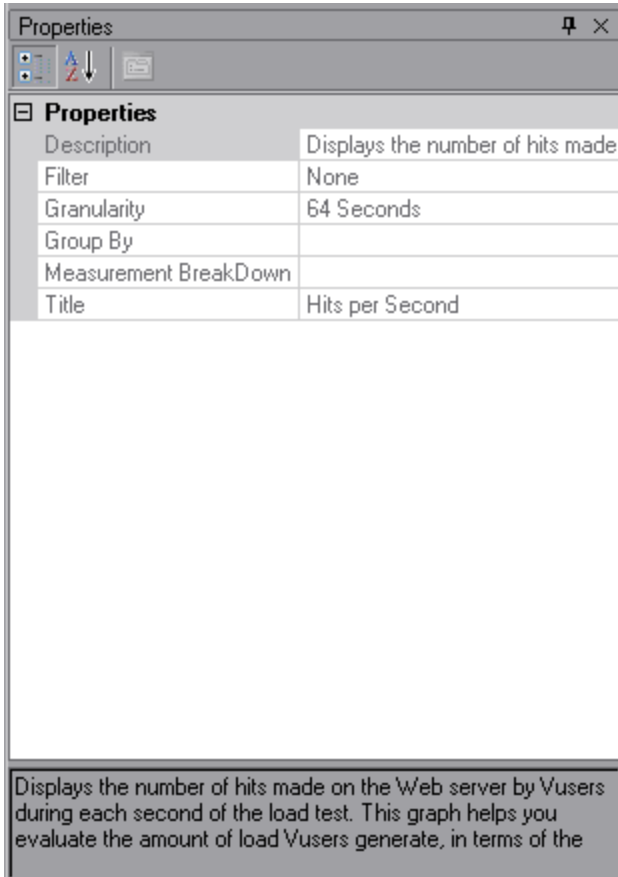 Properties
Properties
Description Displays the number of hits made
Filter None
Granularity 64 Seconds
Group By
Measurement BreakDown
Title Hits per Second
Displays the number of hits made on the Web server by Vusers
during each second of the load test. This graph helps you
evaluate the amount of load Vusers generate, in terms of the